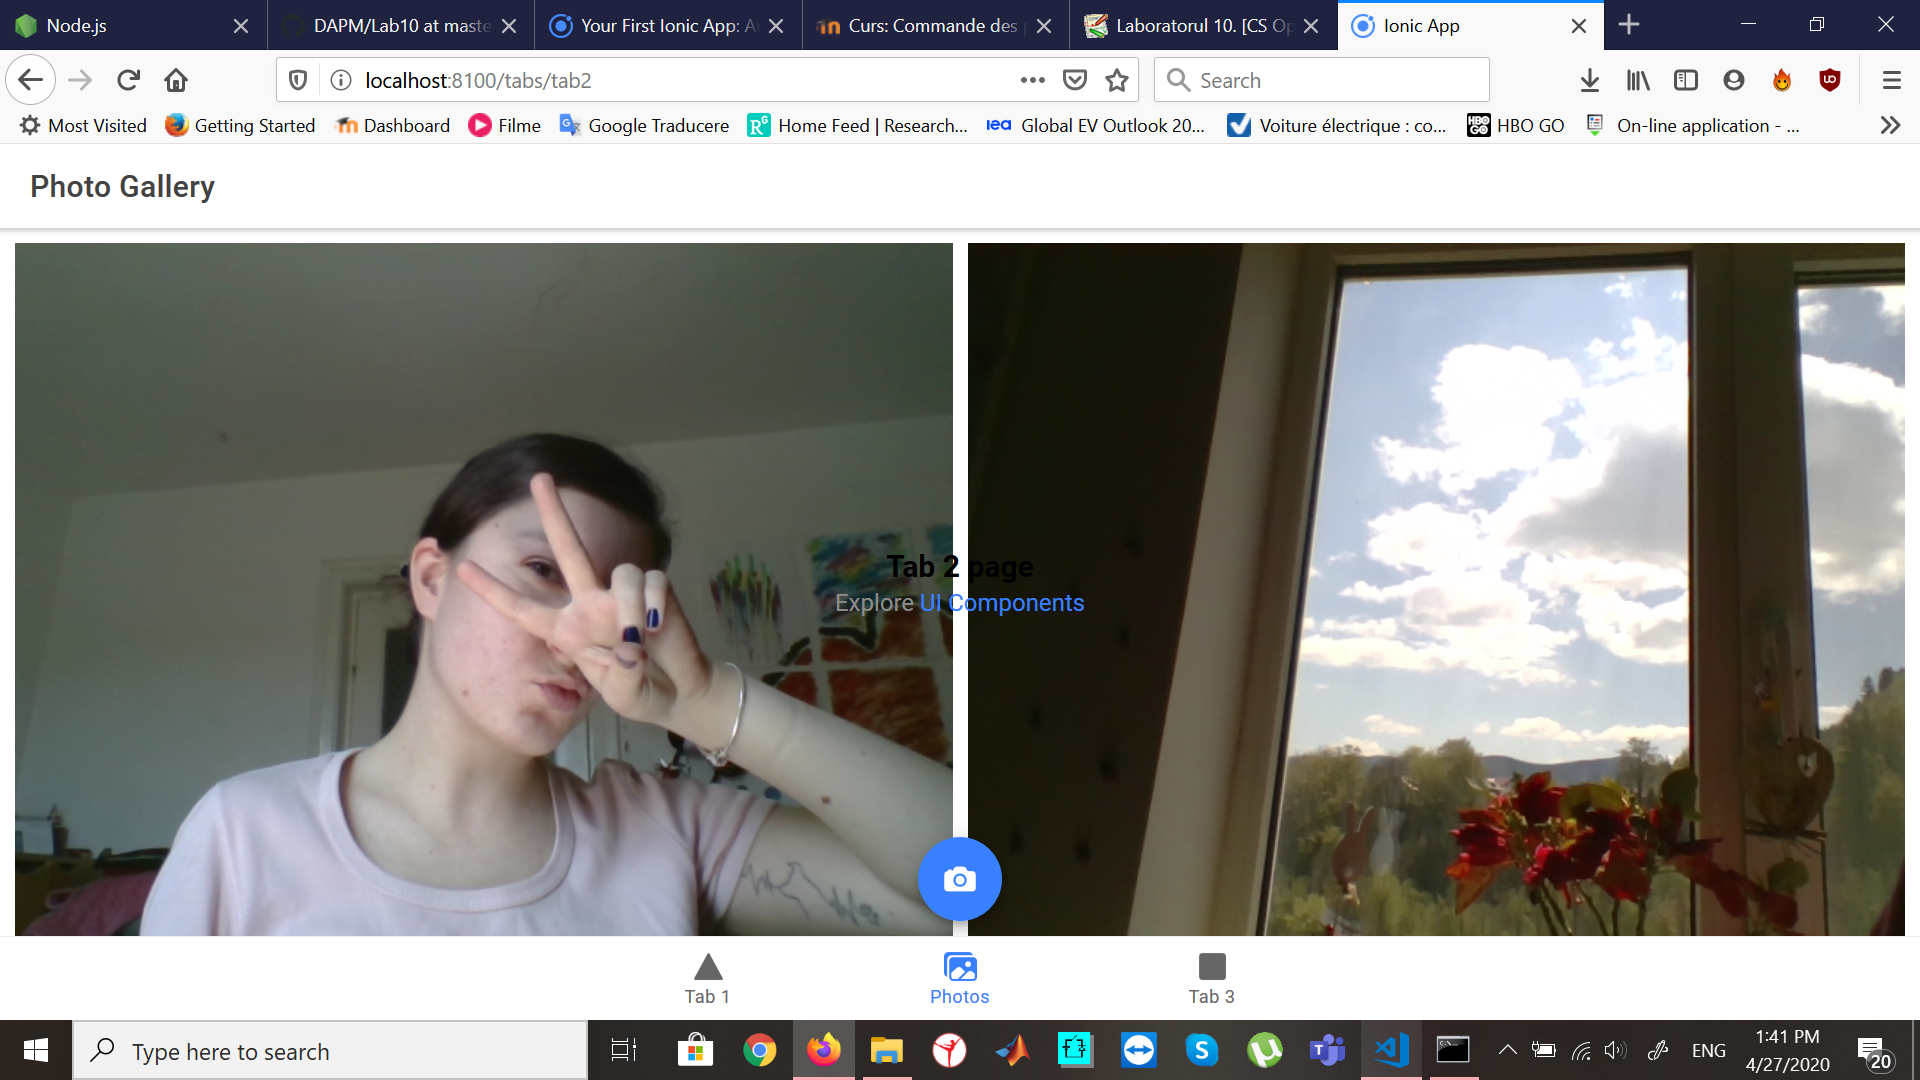 Node.js
DAPM/Lab10 at maste
Your First Ionic App: A
Curs: Commande des
Laboratorul 10. [CS Op
Ionic App
localhost:8100/tabs/tab2
Search
Most Visited
Getting Started
Dashboard
Filme
Google Traducere
Home Feed | Research...
Global EV Outlook 20...
Voiture électrique : co...
HBO GO
On-line application - ...
Photo Gallery
Tab 2 page
Explore UI Components
Tab 1
Photos
Tab 3
Type here to search
ENG
1:41 PM
4/27/2020
20